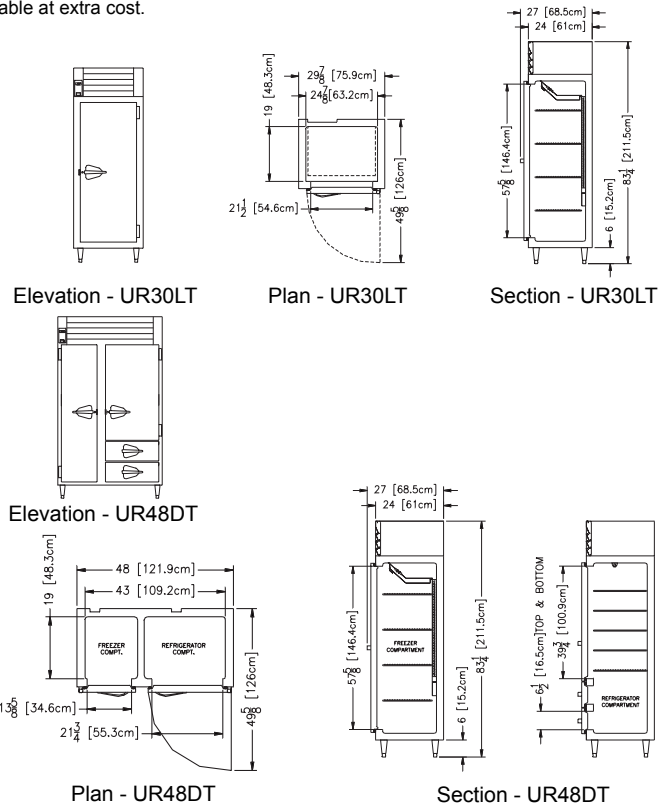 able at extra cost.
27 [68.5cm]
24 [61cm]
29 7/8 [75.9cm]
24 7/8 [63.2cm]
19 [48.3cm]
21 1/2 [54.6cm]
49 5/8 [126cm]
57 5/8 [146.4cm]
6 [15.2cm]
83 1/4 [211.5cm]
Elevation - UR30LT
Plan - UR30LT
Section - UR30LT
Elevation - UR48DT
48 [121.9cm]
43 [109.2cm]
19 [48.3cm]
FREEZER
COMPT.
REFRIGERATOR
COMPT.
13 5/8 [34.6cm]
21 3/4 [55.3cm]
49 5/8 [126cm]
27 [68.5cm]
24 [61cm]
57 5/8 [146.4cm]
FREEZER
COMPARTMENT
6 [15.2cm]
83 1/4 [211.5cm]
6 1/2 [16.5cm]TOP & BOTTOM
39 3/4 [100.9cm]
REFRIGERATOR
COMPARTMENT
Plan - UR48DT
Section - UR48DT